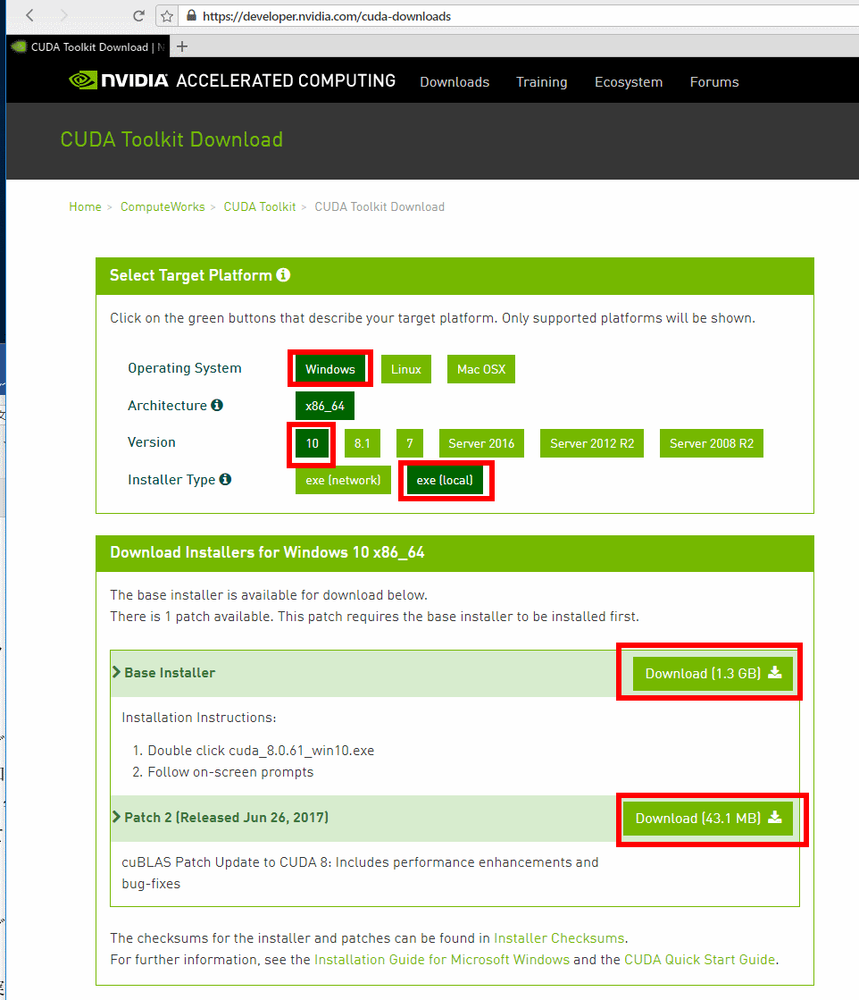 https://developer.nvidia.com/cuda-downloads
CUDA Toolkit Download |
NVIDIA ACCELERATED COMPUTING Downloads Training Ecosystem Forums
CUDA Toolkit Download
Home > ComputeWorks > CUDA Toolkit > CUDA Toolkit Download
Select Target Platform
Click on the green buttons that describe your target platform. Only supported platforms will be shown.
Operating System Windows Linux Mac OSX
Architecture x86_64
Version 10 8.1 7 Server 2016 Server 2012 R2 Server 2008 R2
Installer Type exe (network) exe (local)
Download Installers for Windows 10 x86_64
The base installer is available for download below.
There is 1 patch available. This patch requires the base installer to be installed first.
Base Installer Download (1.3 GB)
Installation Instructions:
1. Double click cuda_8.0.61_win10.exe
2. Follow on-screen prompts
Patch 2 (Released Jun 26, 2017) Download (43.1 MB)
cuBLAS Patch Update to CUDA 8: Includes performance enhancements and
bug-fixes
The checksums for the installer and patches can be found in Installer Checksums.
For further information, see the Installation Guide for Microsoft Windows and the CUDA Quick Start Guide.